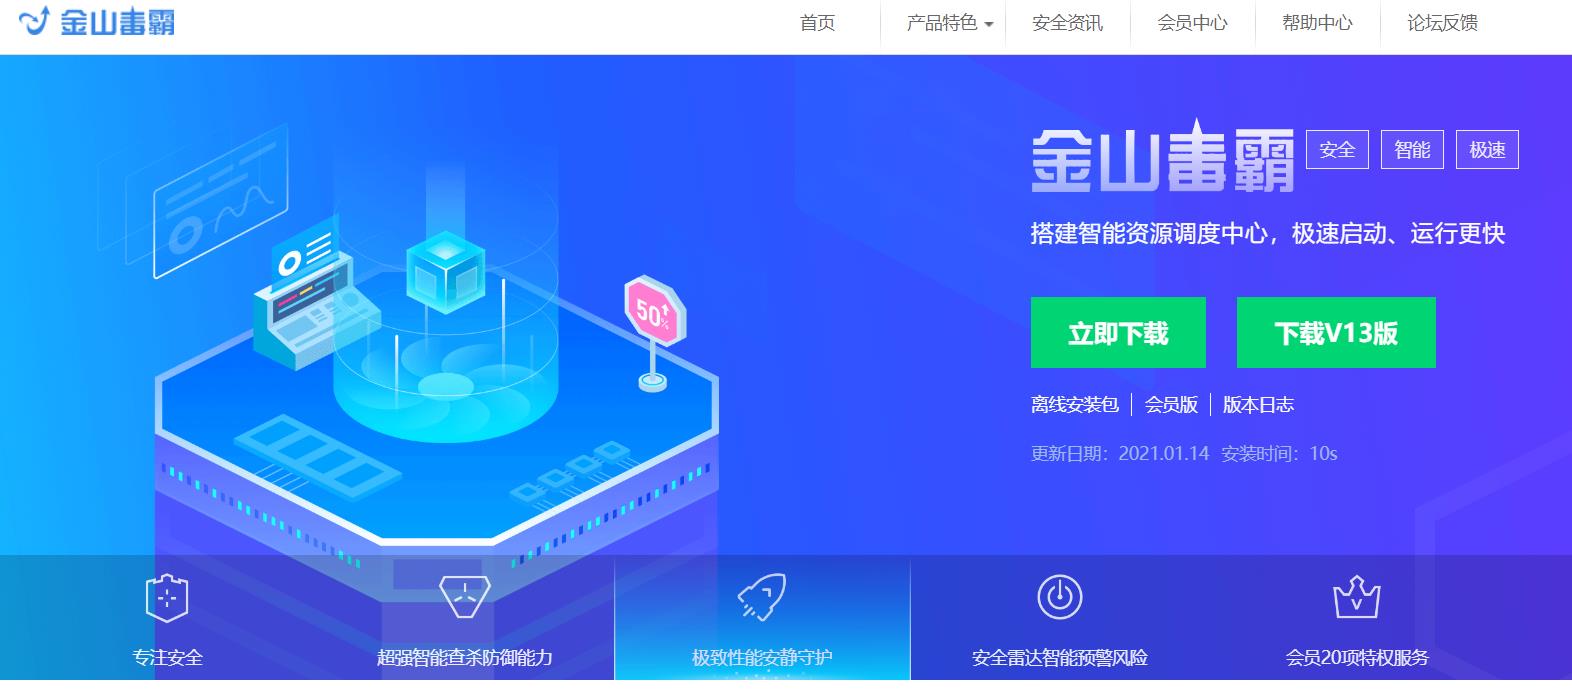 金山毒霸
首页
产品特色
安全资讯
会员中心
帮助中心
论坛反馈
金山毒霸
安全
智能
极速
搭建智能资源调度中心，极速启动、运行更快
50%
立即下载
下载V13版
离线安装包
会员版
版本日志
更新日期：2021.01.14 安装时间：10s
专注安全
超强智能查杀防御能力
极致性能安静守护
安全雷达智能预警风险
会员20项特权服务